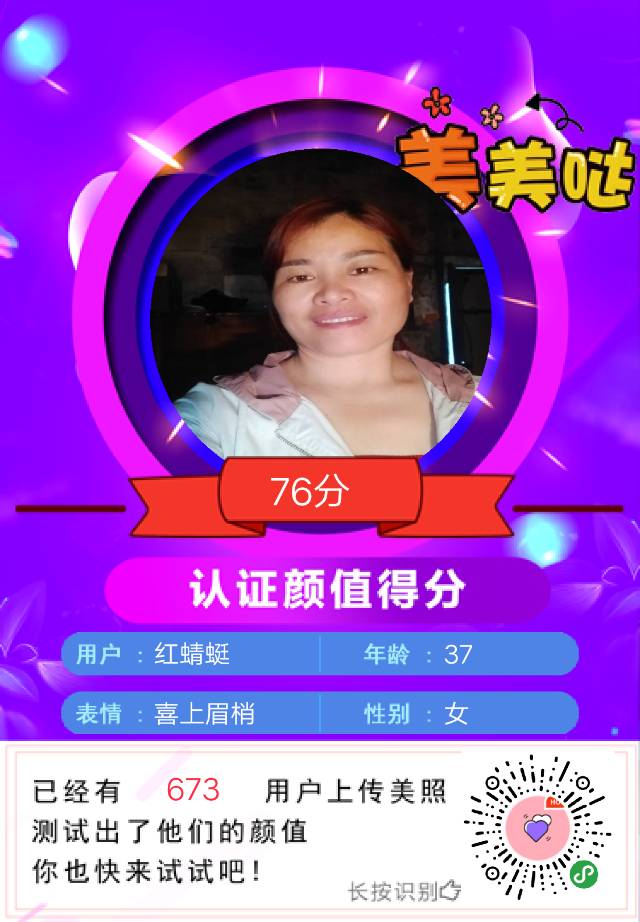 美美哒
76分
认证颜值得分
用户：红蜻蜓 年龄：37
表情：喜上眉梢 性别：女
已经有 673 用户上传美照
测试出了他们的颜值
你也快来试试吧！
长按识别